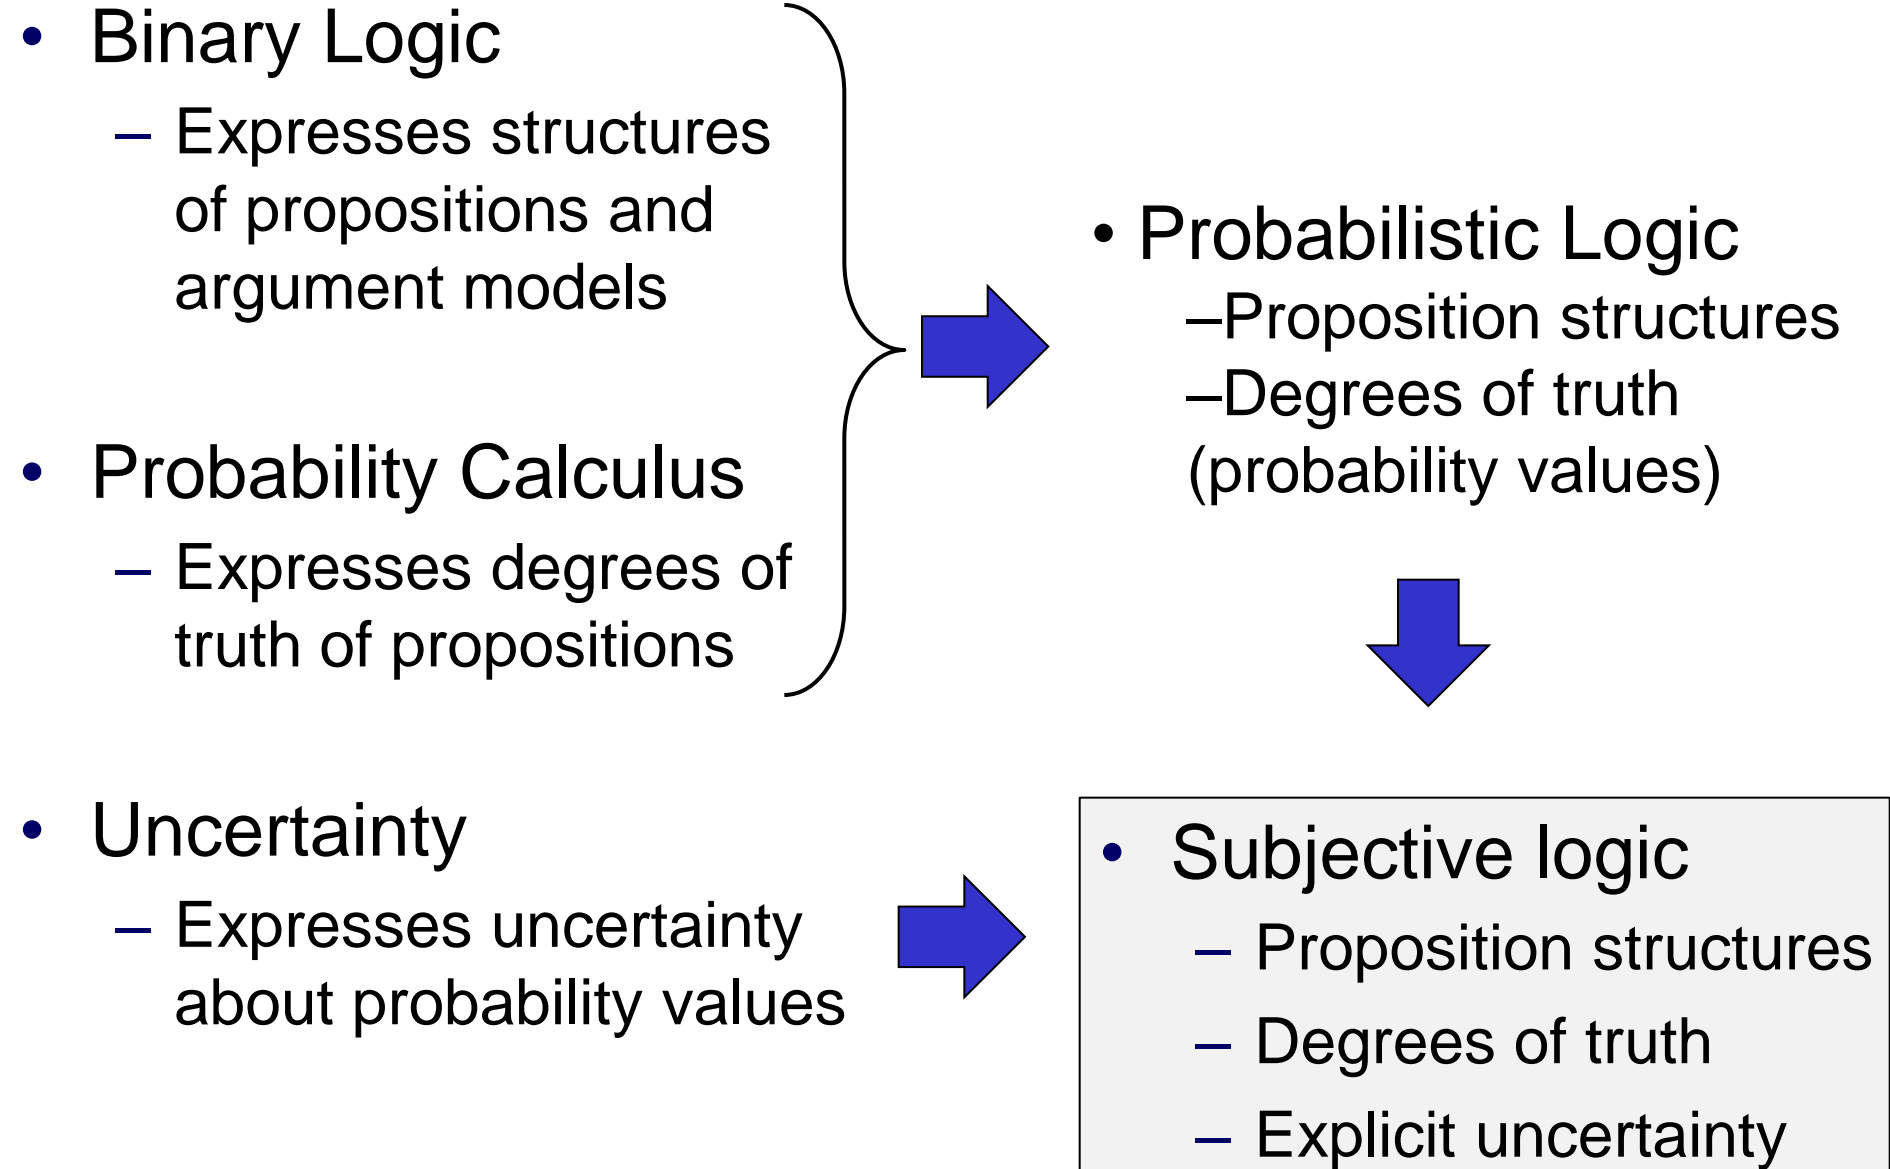 • Binary Logic
– Expresses structures
of propositions and
argument models
• Probability Calculus
– Expresses degrees of
truth of propositions
• Uncertainty
– Expresses uncertainty
about probability values
• Probabilistic Logic
–Proposition structures
–Degrees of truth
(probability values)
• Subjective logic
– Proposition structures
– Degrees of truth
– Explicit uncertainty